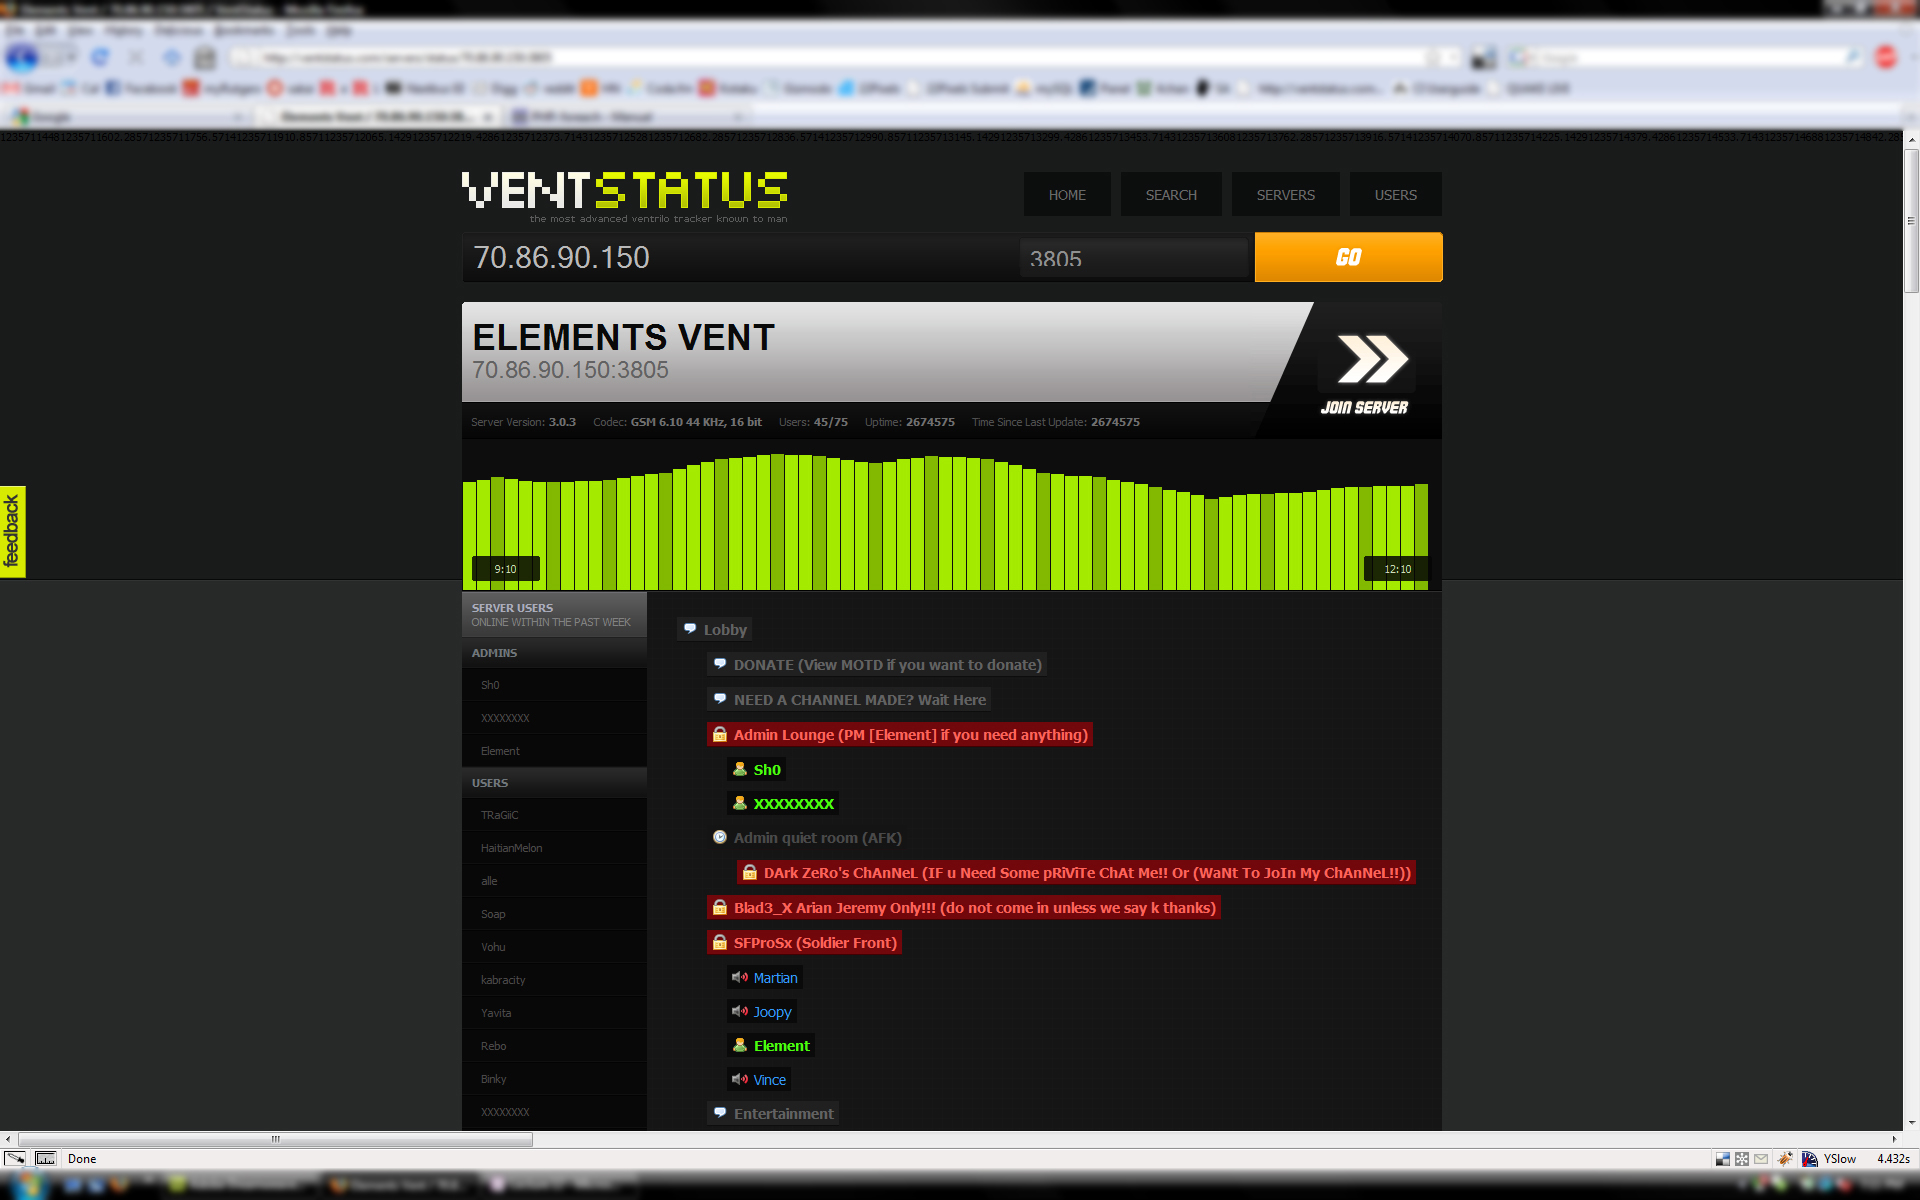 VENTSTATUS
the most advanced ventrilo tracker known to man
HOME SEARCH SERVERS USERS
70.86.90.150 3805 GO
ELEMENTS VENT
70.86.90.150:3805
JOIN SERVER
Server Version: 3.0.3 Codec: GSM 6.10 44 KHz, 16 bit Users: 45/75 Uptime: 2674575 Time Since Last Update: 2674575
feedback
9:10 12:10
SERVER USERS
ONLINE WITHIN THE PAST WEEK
ADMINS
Sh0
XXXXXXXX
Element
USERS
TRaGiiC
HaitianMelon
alle
Soap
Vohu
kabracity
Yavita
Rebo
Binky
XXXXXXXX
Lobby
DONATE (View MOTD if you want to donate)
NEED A CHANNEL MADE? Wait Here
Admin Lounge (PM [Element] if you need anything)
Sh0
XXXXXXXX
Admin quiet room (AFK)
DArk ZeRo's ChAnNeL (IF u Need Some pRiViTe ChAt Me!! Or (WaNt To JoIn My ChAnNeL!!))
Blad3_X Arian Jeremy Only!!! (do not come in unless we say k thanks)
SFProSx (Soldier Front)
Martian
Joopy
Element
Vince
Entertainment
Done YSlow 4.432s